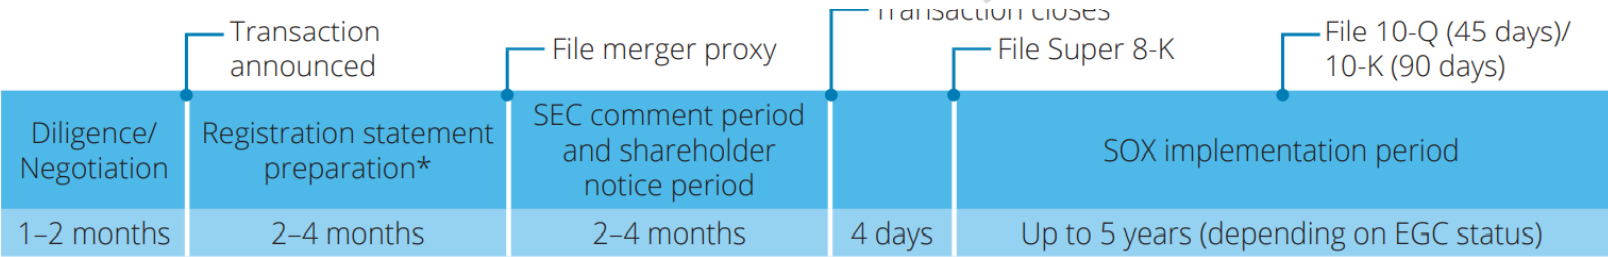 Transaction
announced
File merger proxy
Transaction closes
File Super 8-K
File 10-Q (45 days)/
10-K (90 days)
Diligence/
Negotiation
Registration statement
preparation*
SEC comment period
and shareholder
notice period
SOX implementation period
1–2 months
2–4 months
2–4 months
4 days
Up to 5 years (depending on EGC status)